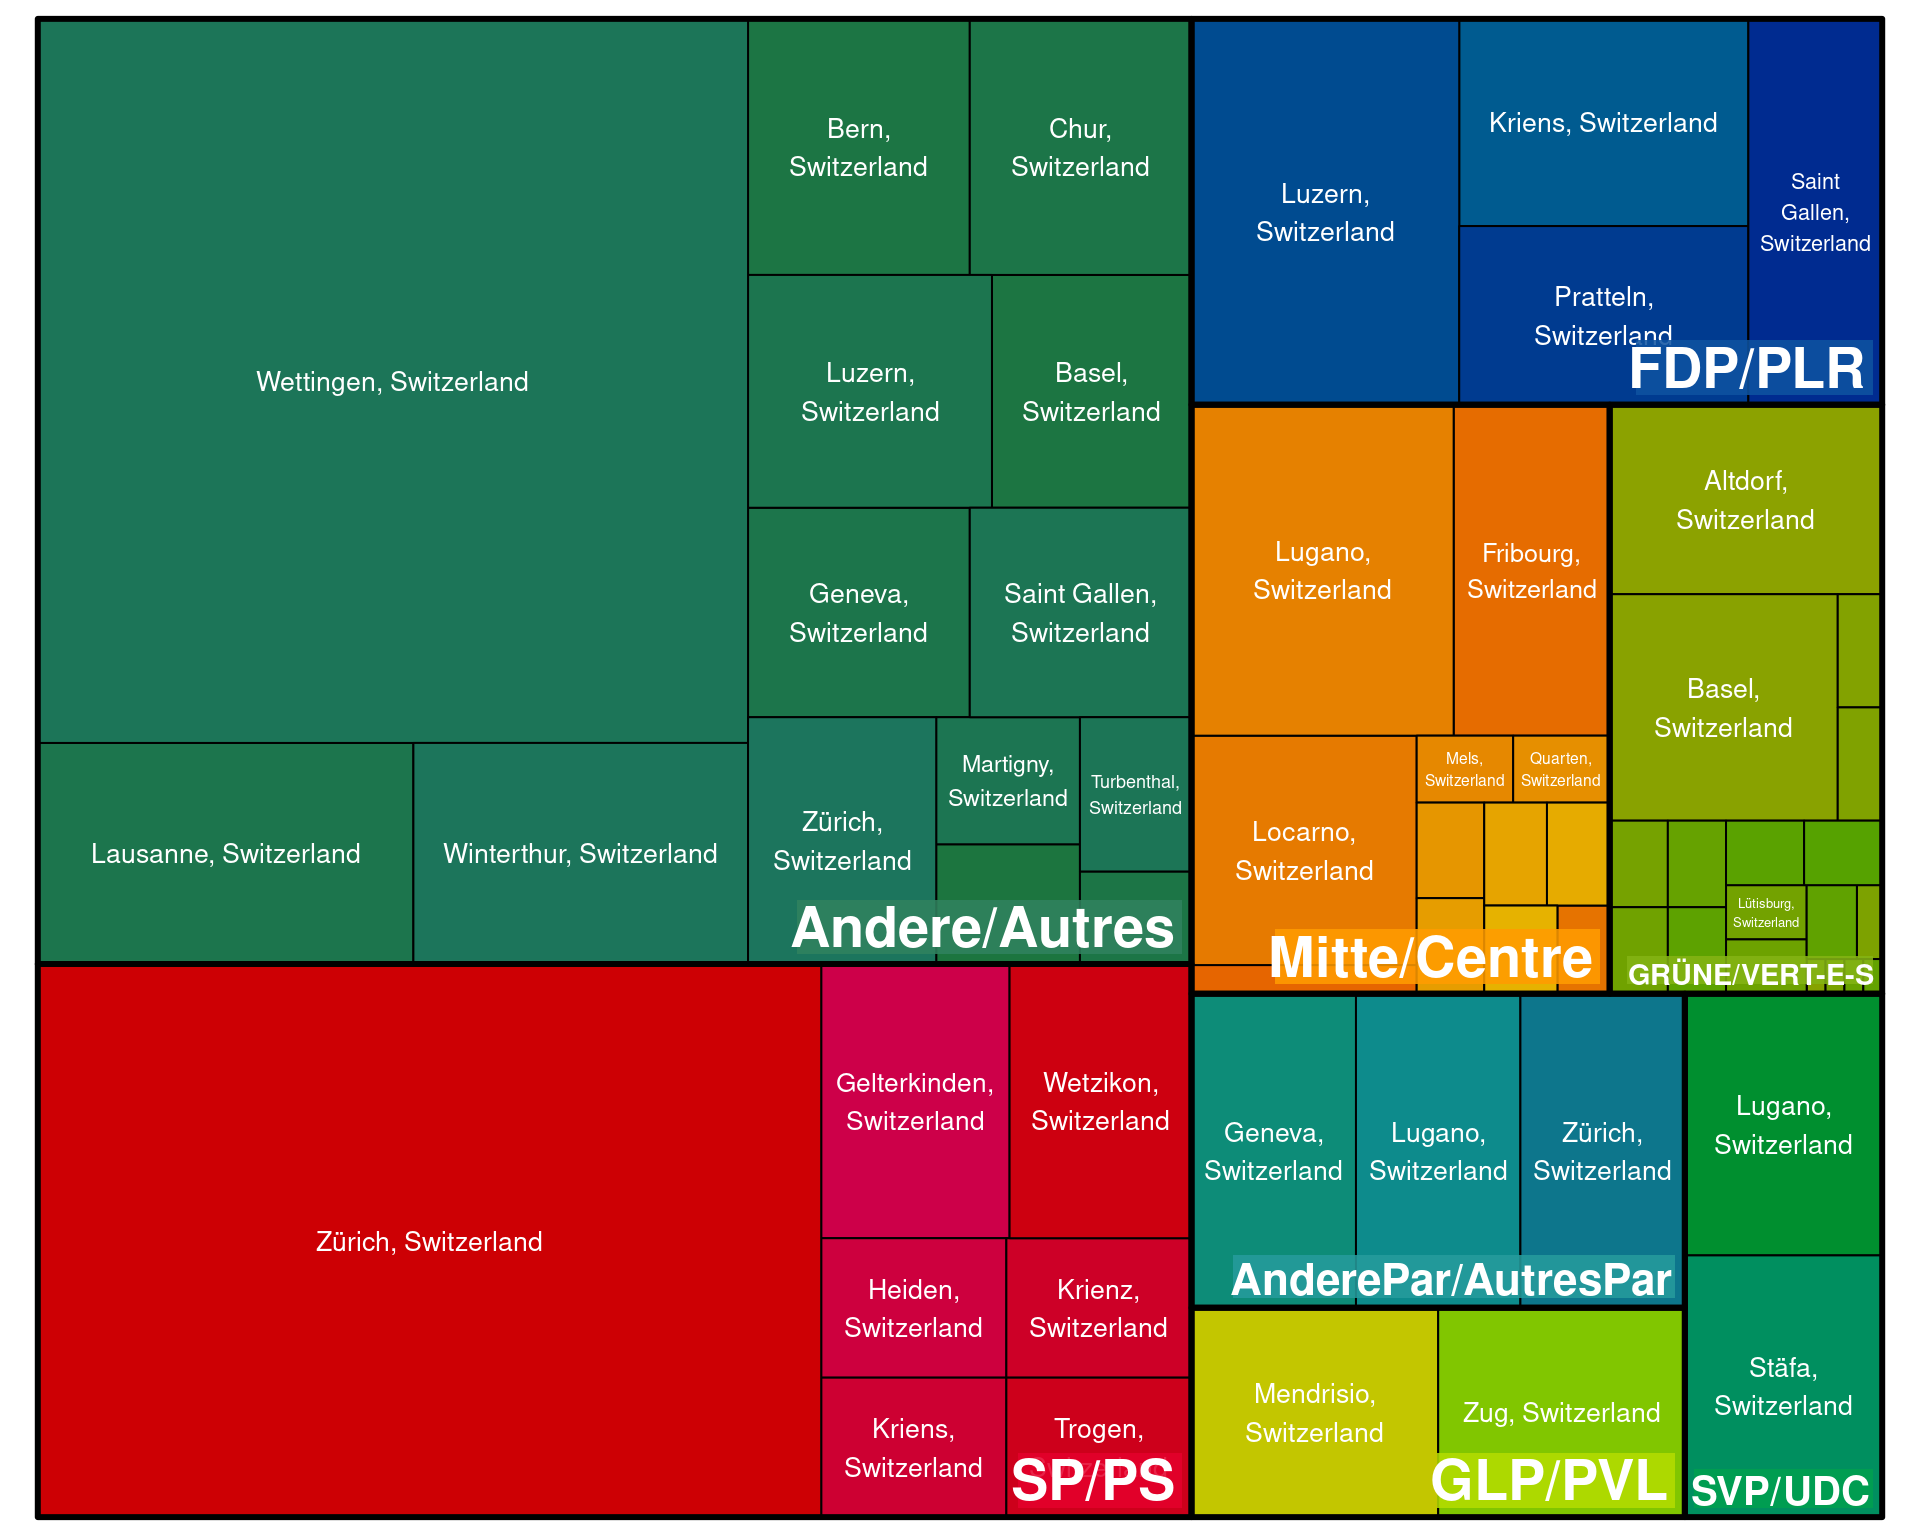 Wettingen, Switzerland
Bern,
Switzerland
Chur,
Switzerland
Luzern,
Switzerland
Basel,
Switzerland
Geneva,
Switzerland
Saint Gallen,
Switzerland
Lausanne, Switzerland
Winterthur, Switzerland
Zürich,
Switzerland
Martigny,
Switzerland
Turbenthal,
Switzerland
Andere/Autres
Zürich, Switzerland
Gelterkinden,
Switzerland
Wetzikon,
Switzerland
Heiden,
Switzerland
Krienz,
Switzerland
Kriens,
Switzerland
Trogen,
SP/PS
Luzern,
Switzerland
Kriens, Switzerland
Pratteln,
Switzerland
Saint
Gallen,
Switzerland
FDP/PLR
Lugano,
Switzerland
Fribourg,
Switzerland
Locarno,
Switzerland
Mels,
Switzerland
Quarten,
Switzerland
Mitte/Centre
Altdorf,
Switzerland
Basel,
Switzerland
Lütisburg,
Switzerland
GRÜNE/VERT-E-S
Geneva,
Switzerland
Lugano,
Switzerland
Zürich,
Switzerland
AnderePar/AutresPar
Mendrisio,
Switzerland
Zug, Switzerland
GLP/PVL
Lugano,
Switzerland
Stäfa,
Switzerland
SVP/UDC